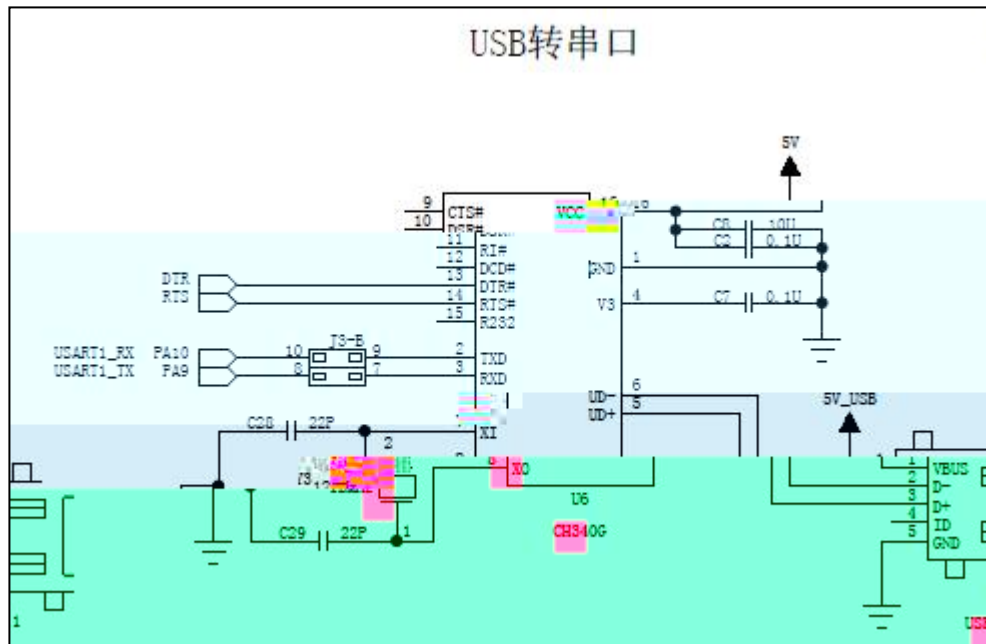 USB转串口
5V
9 CTS# VCC
10 DSR#
C8 10U
11 RI# C2 0.1U
12 DCD# GND 1
13 DTR DTR#
14 RTS RTS# V3 4 C7 0.1U
15 R232
J3-B
USART1_RX PA10 10 9 2 TXD
USART1_TX PA9 8 7 3 RXD
UD- 6
UD+ 5 5V_USB
C28 22P XI
2
XO 1 VBUS
2 D-
U6 3 D+
4 ID
C29 22P 1 CH340G 5 GND
1